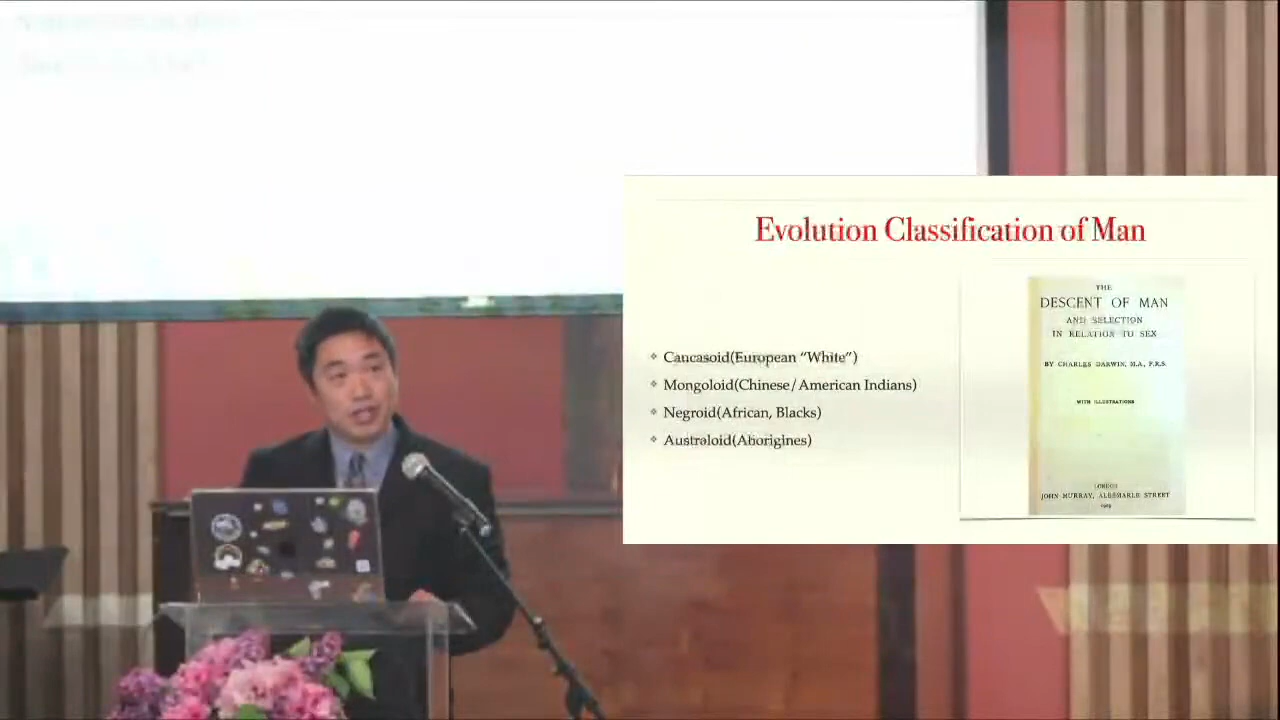 Evolution Classification of Man
Caucasoid(European “White”)
Mongoloid(Chinese/American Indians)
Negroid(African, Blacks)
Australoid(Aborigines)
THE
DESCENT OF MAN
AND SELECTION
IN RELATION TO SEX
BY CHARLES DARWIN, M.A., F.R.S.
WITH ILLUSTRATIONS
LONDON
JOHN MURRAY, ALBEMARLE STREET